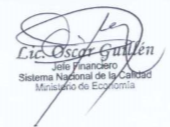 Lic. Oscar Guillén
Jefe Financiero
Sistema Nacional de la Calidad
Ministerio de Economía